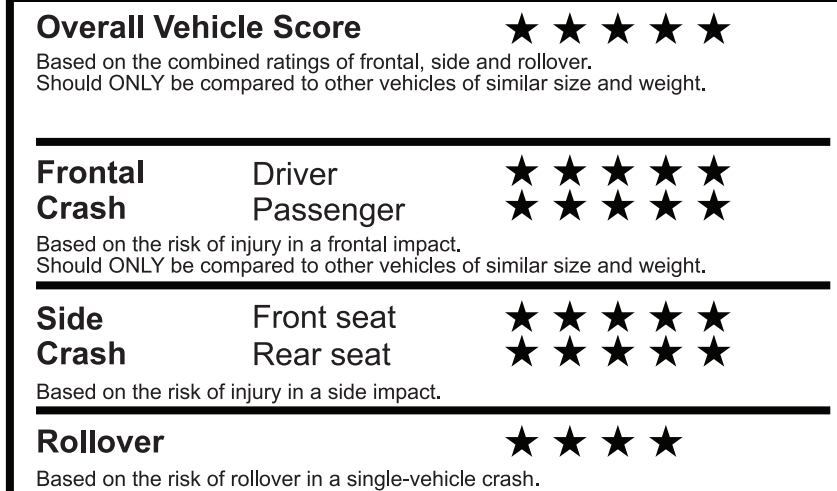 Overall Vehicle Score ★ ★ ★ ★ ★
Based on the combined ratings of frontal, side and rollover.
Should ONLY be compared to other vehicles of similar size and weight.
Frontal Driver ★ ★ ★ ★ ★
Crash Passenger ★ ★ ★ ★ ★
Based on the risk of injury in a frontal impact.
Should ONLY be compared to other vehicles of similar size and weight.
Side Front seat ★ ★ ★ ★ ★
Crash Rear seat ★ ★ ★ ★ ★
Based on the risk of injury in a side impact.
Rollover ★ ★ ★ ★
Based on the risk of rollover in a single-vehicle crash.